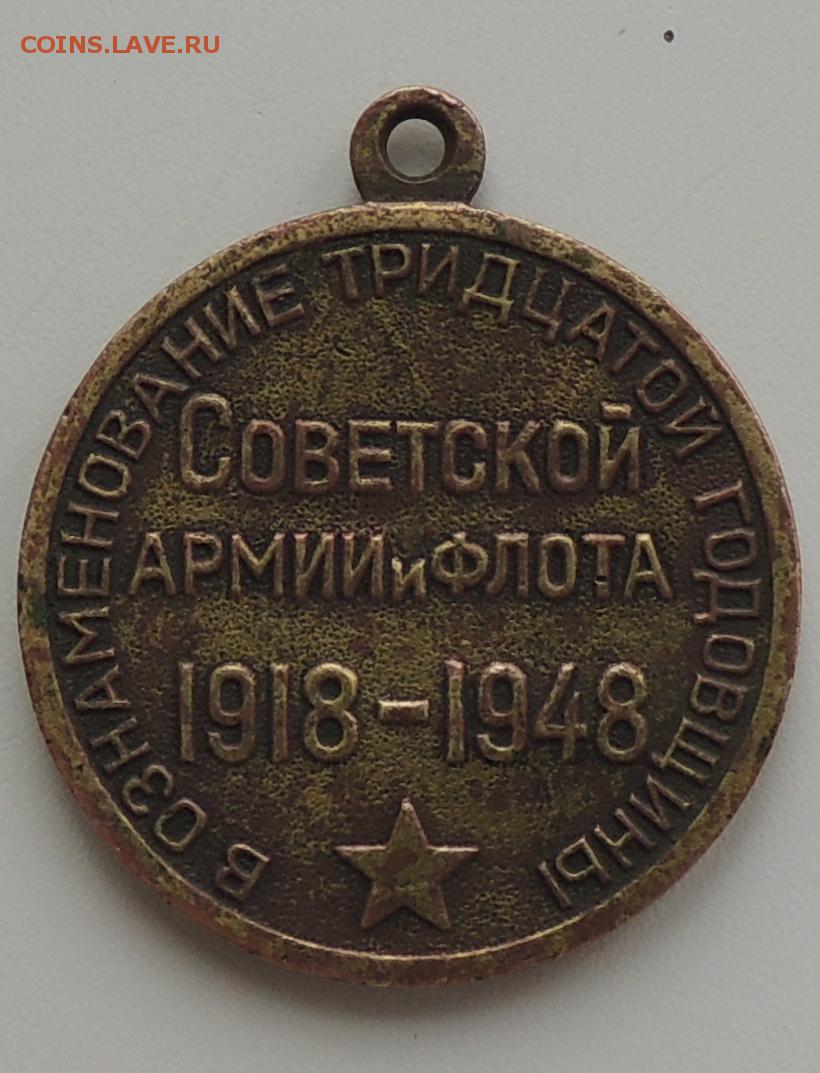 COINS.LAVE.RU
В ОЗНАМЕНОВАНИЕ ТРИДЦАТОЙ ГОДОВЩИНЫ
СОВЕТСКОЙ
АРМИИ и ФЛОТА
1918-1948